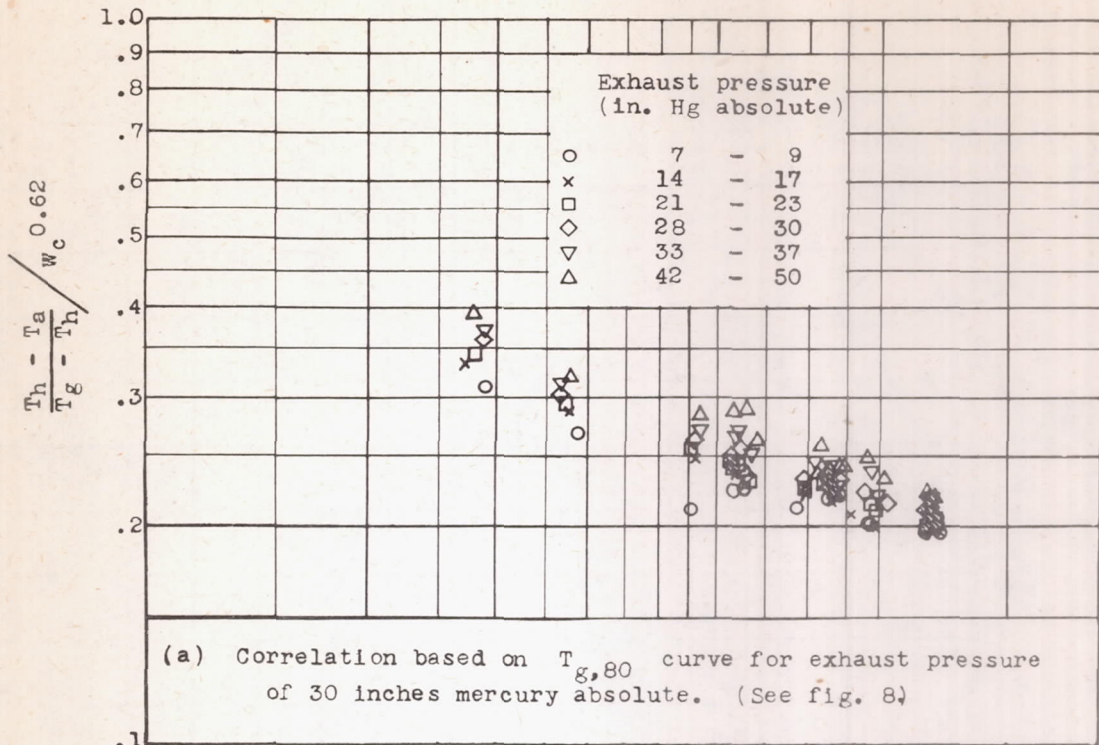 1.0
.9
.8
.7
.6
.5
.4
.3
.2
.1
Th - Ta
Tg - Th / wc 0.62
Exhaust pressure
(in. Hg absolute)
○ 7 - 9
× 14 - 17
□ 21 - 23
◇ 28 - 30
▽ 33 - 37
△ 42 - 50
(a) Correlation based on Tg,80 curve for exhaust pressure
of 30 inches mercury absolute. (See fig. 8)